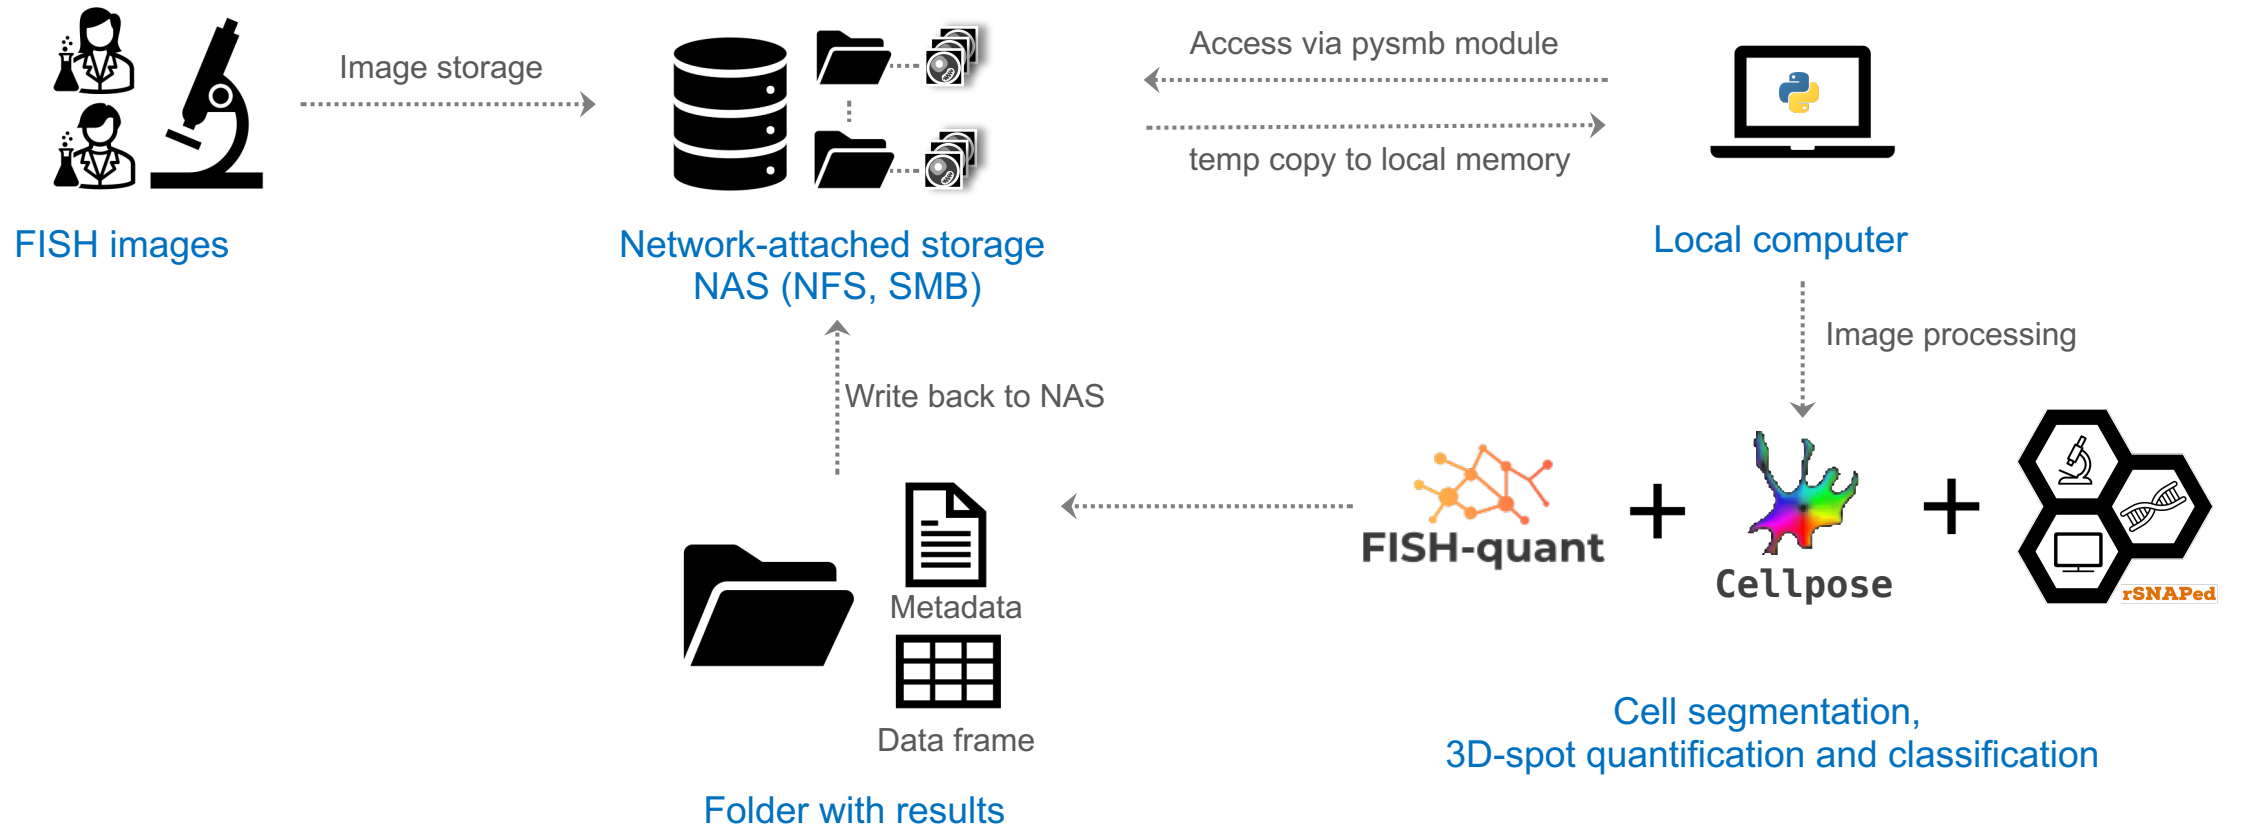 Image storage
Access via pysmb module
temp copy to local memory
FISH images
Network-attached storage
NAS (NFS, SMB)
Local computer
Image processing
Write back to NAS
FISH-quant
Cellpose
rSNAPed
Metadata
Data frame
Cell segmentation,
3D-spot quantification and classification
Folder with results